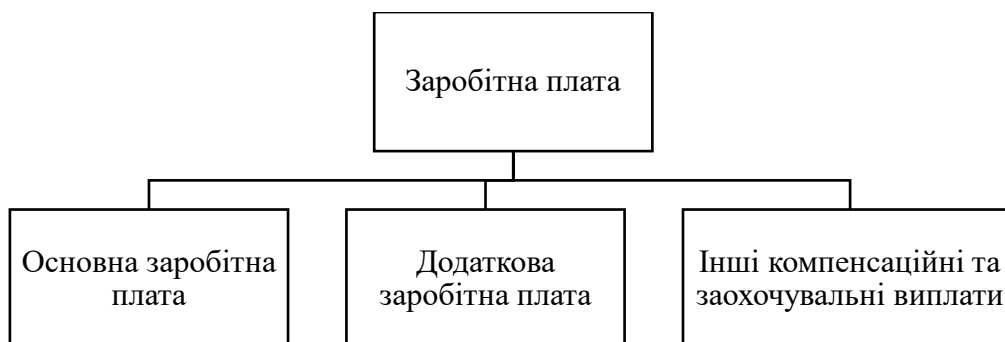 Заробітна плата
Основна заробітна
плата
Додаткова
заробітна плата
Інші компенсаційні та
заохочувальні виплати